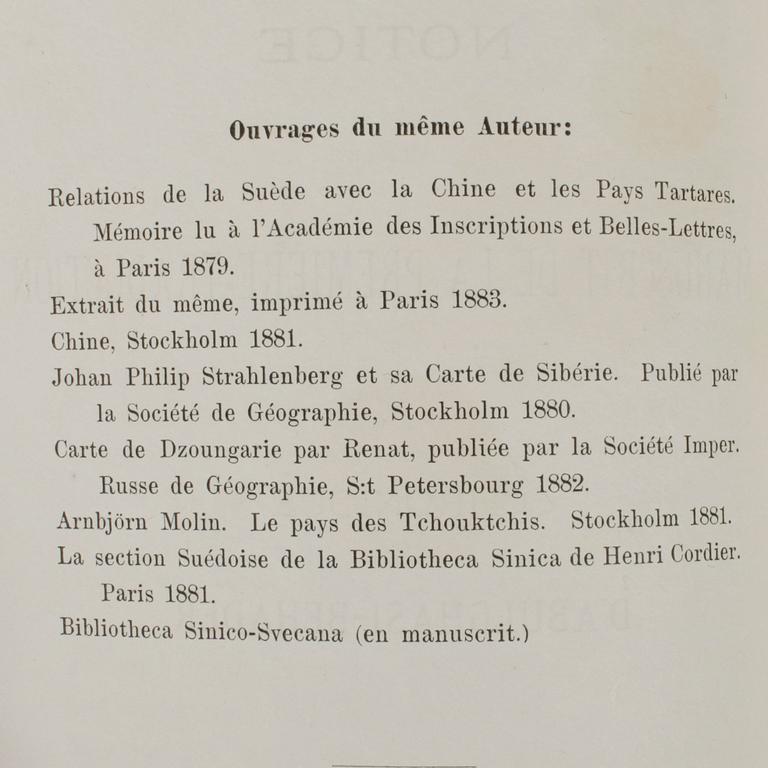 Ouvrages du même Auteur:
Relations de la Suède avec la Chine et les Pays Tartares.
Mémoire lu à l'Académie des Inscriptions et Belles-Lettres,
à Paris 1879.
Extrait du même, imprimé à Paris 1883.
Chine, Stockholm 1881.
Johan Philip Strahlenberg et sa Carte de Sibérie. Publié par
la Société de Géographie, Stockholm 1880.
Carte de Dzoungarie par Renat, publiée par la Société Imper.
Russe de Géographie, S:t Petersbourg 1882.
Arnbjörn Molin. Le pays des Tchouktchis. Stockholm 1881.
La section Suédoise de la Bibliotheca Sinica de Henri Cordier.
Paris 1881.
Bibliotheca Sinico-Svecana (en manuscrit.)